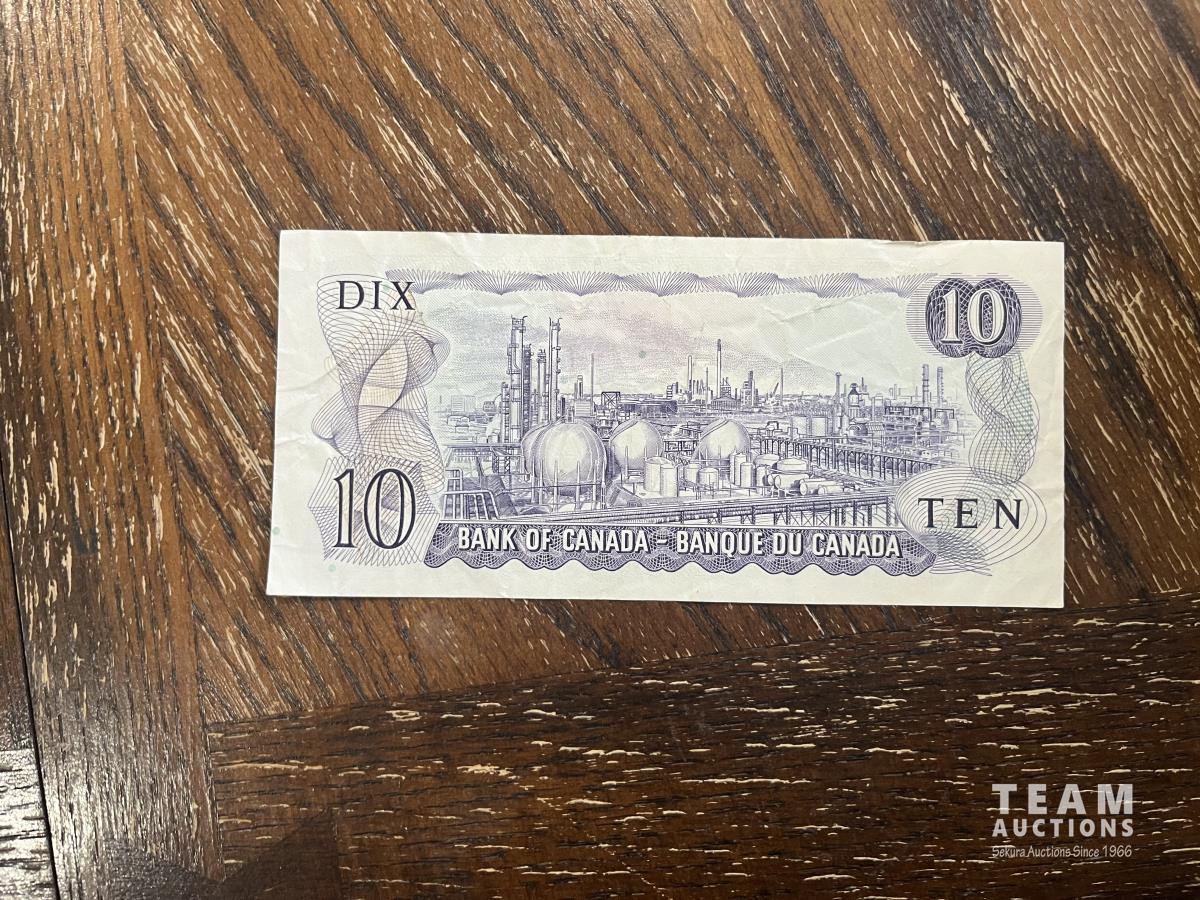 DIX
10
10
TEN
BANK OF CANADA - BANQUE DU CANADA
TEAM
AUCTIONS
Sekura Auctions Since 1966